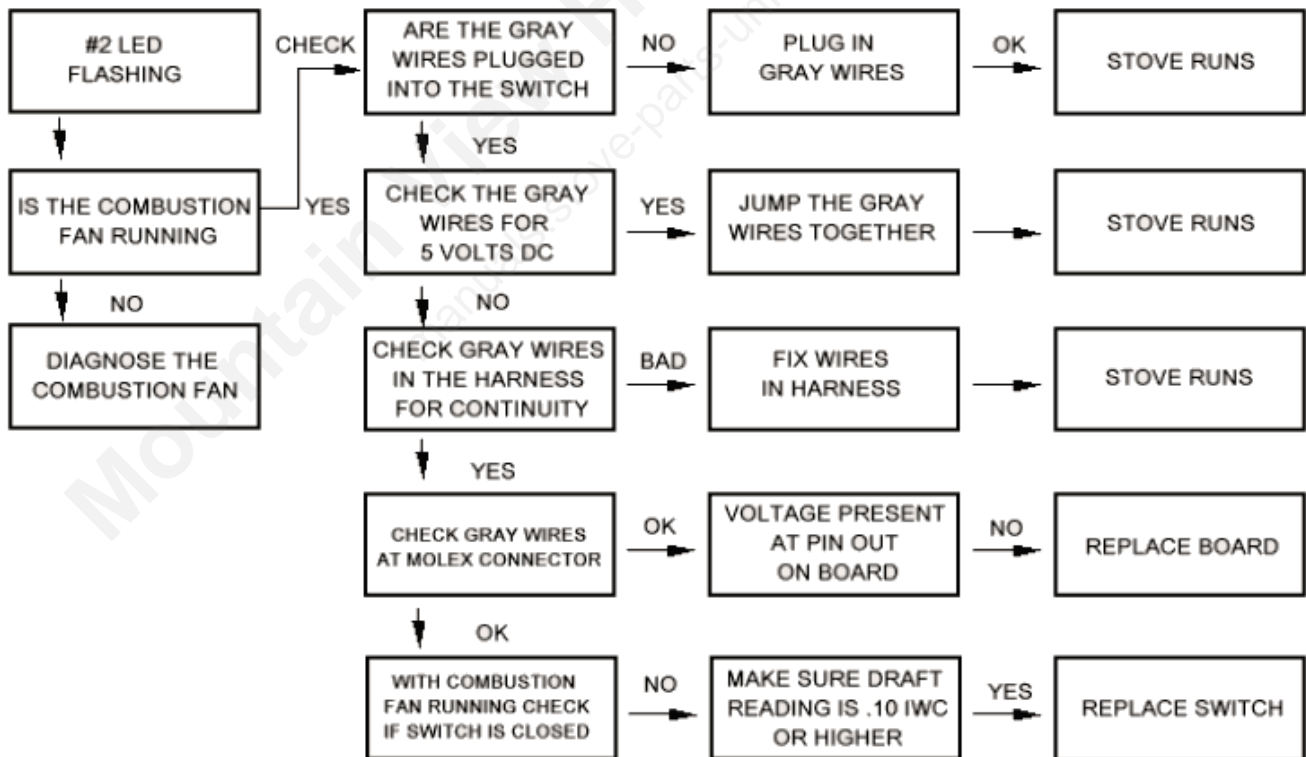 #2 LED
FLASHING
CHECK
ARE THE GRAY
WIRES PLUGGED
INTO THE SWITCH
NO
PLUG IN
GRAY WIRES
OK
STOVE RUNS
YES
IS THE COMBUSTION
FAN RUNNING
YES
CHECK THE GRAY
WIRES FOR
5 VOLTS DC
YES
JUMP THE GRAY
WIRES TOGETHER
STOVE RUNS
NO
NO
DIAGNOSE THE
COMBUSTION FAN
CHECK GRAY WIRES
IN THE HARNESS
FOR CONTINUITY
BAD
FIX WIRES
IN HARNESS
STOVE RUNS
YES
CHECK GRAY WIRES
AT MOLEX CONNECTOR
OK
VOLTAGE PRESENT
AT PIN OUT
ON BOARD
NO
REPLACE BOARD
OK
WITH COMBUSTION
FAN RUNNING CHECK
IF SWITCH IS CLOSED
NO
MAKE SURE DRAFT
READING IS .10 IWC
OR HIGHER
YES
REPLACE SWITCH
Mountain View